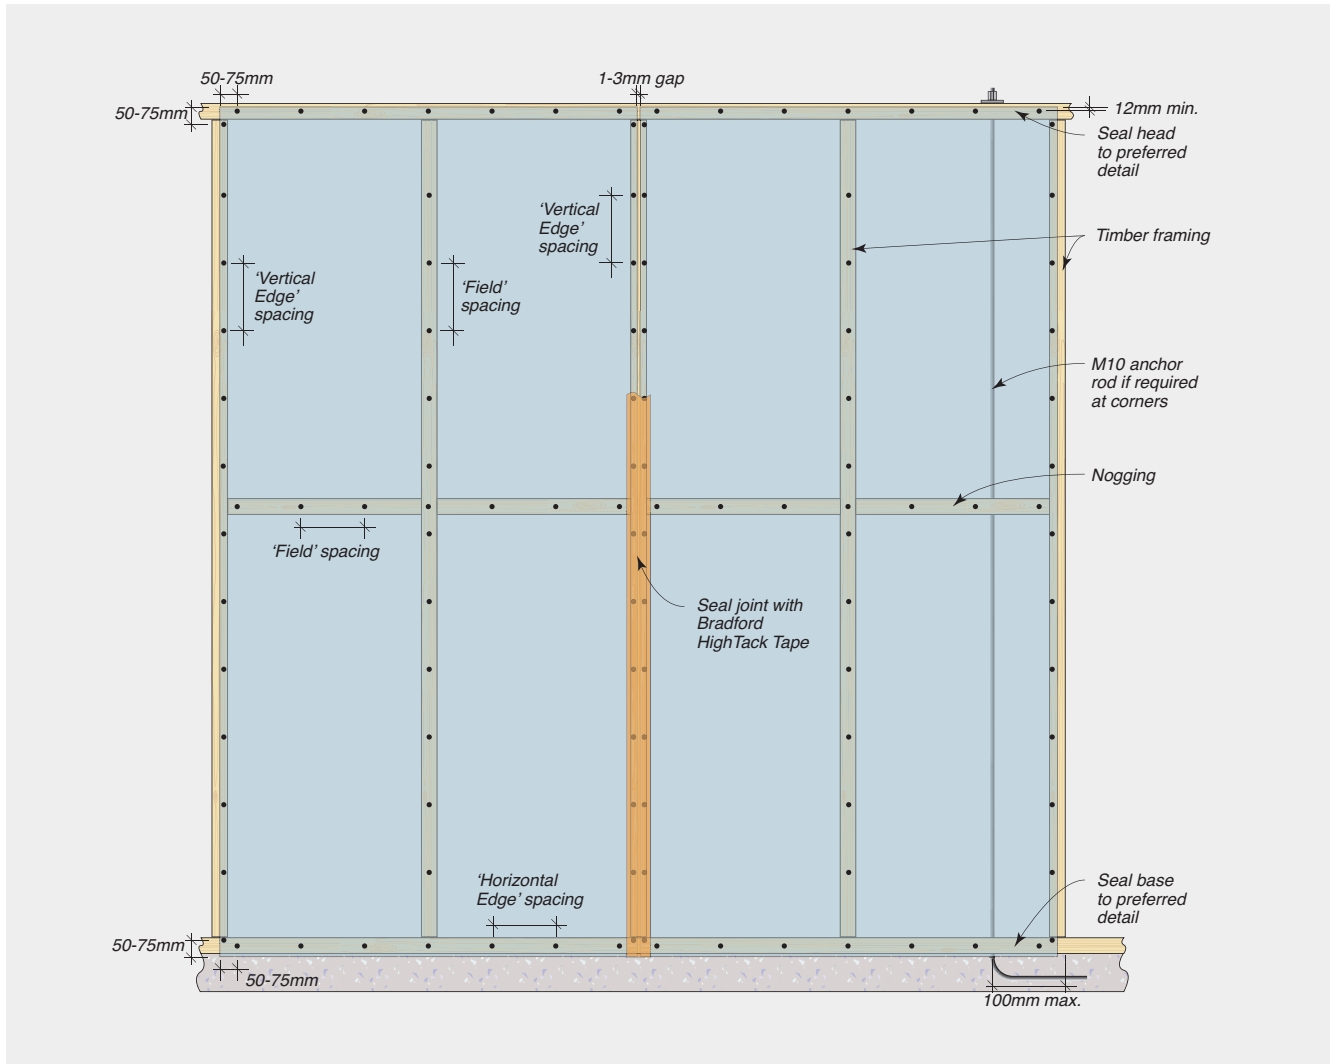 50-75mm
1-3mm gap
50-75mm
12mm min.
Seal head
to preferred
detail
‘Vertical
Edge’
spacing
Timber framing
‘Vertical
Edge’
spacing
‘Field’
spacing
M10 anchor
rod if required
at corners
Nogging
‘Field’ spacing
Seal joint with
Bradford
HighTack Tape
‘Horizontal
Edge’ spacing
Seal base
to preferred
detail
50-75mm
50-75mm
100mm max.